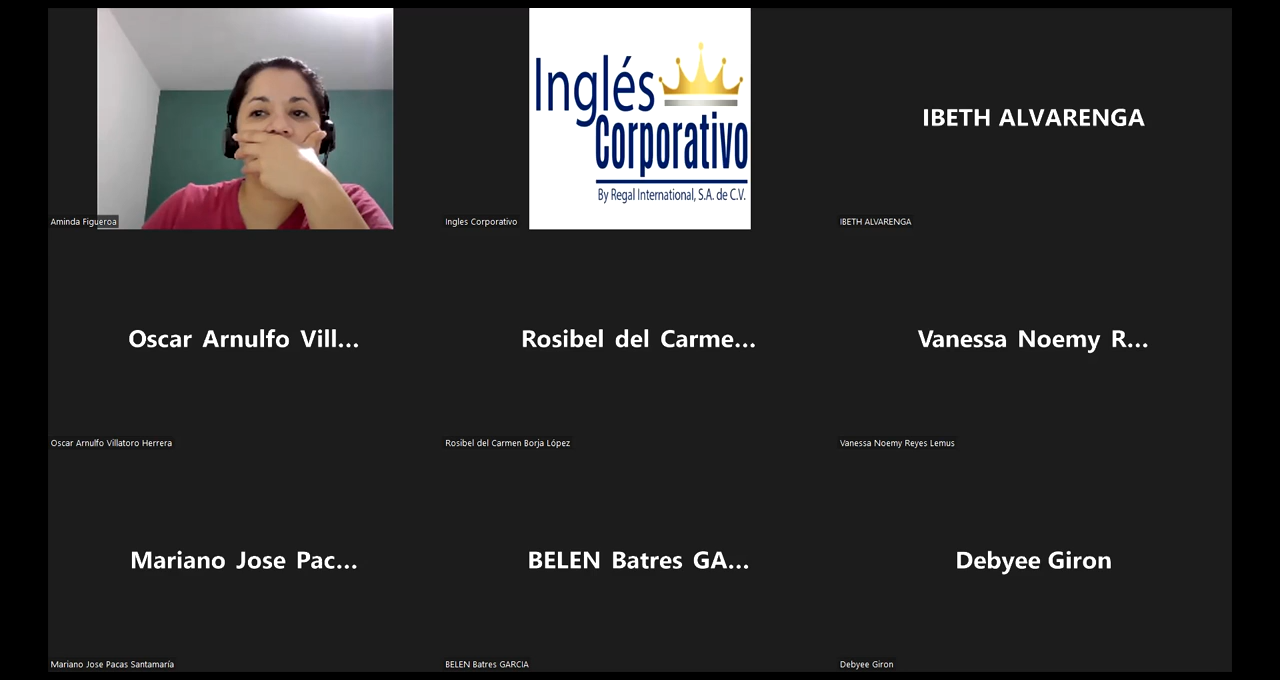 Inglés
Corporativo
By Regal International, S.A. de C.V.
IBETH ALVARENGA
Aminda Figueroa
Ingles Corporativo
IBETH ALVARENGA
Oscar Arnulfo Vill...
Rosibel del Carme...
Vanessa Noemy R...
Oscar Arnulfo Villatoro Herrera
Rosibel del Carmen Borja López
Vanessa Noemy Reyes Lemus
Mariano Jose Pac...
BELEN Batres GA...
Debyee Giron
Mariano Jose Pacas Santamaría
BELEN Batres GARCIA
Debyee Giron